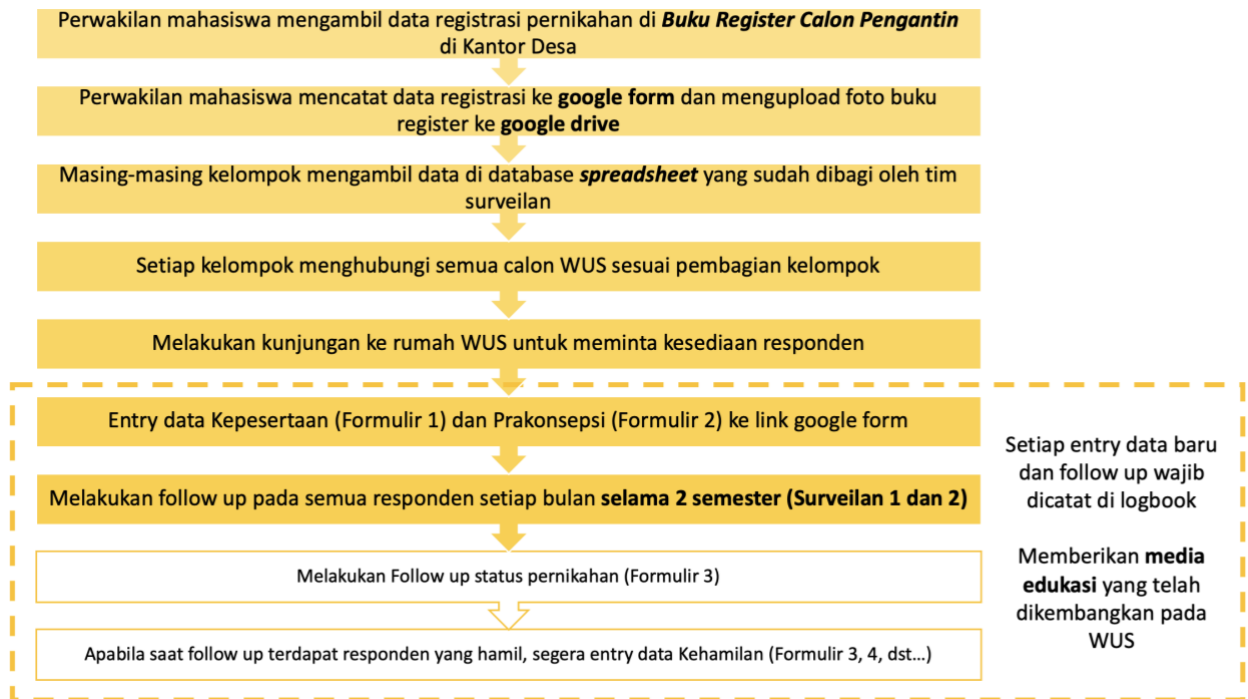 Perwakilan mahasiswa mengambil data registrasi pernikahan di Buku Register Calon Pengantin
di Kantor Desa
Perwakilan mahasiswa mencatat data registrasi ke google form dan mengupload foto buku
register ke google drive
Masing-masing kelompok mengambil data di database spreadsheet yang sudah dibagi oleh tim
surveilan
Setiap kelompok menghubungi semua calon WUS sesuai pembagian kelompok
Melakukan kunjungan ke rumah WUS untuk meminta kesediaan responden
Entry data Kepesertaan (Formulir 1) dan Prakonsepsi (Formulir 2) ke link google form
Melakukan follow up pada semua responden setiap bulan selama 2 semester (Surveilan 1 dan 2)
Melakukan Follow up status pernikahan (Formulir 3)
Apabila saat follow up terdapat responden yang hamil, segera entry data Kehamilan (Formulir 3, 4, dst...)
Setiap entry data baru
dan follow up wajib
dicatat di logbook
Memberikan media
edukasi yang telah
dikembangkan pada
WUS